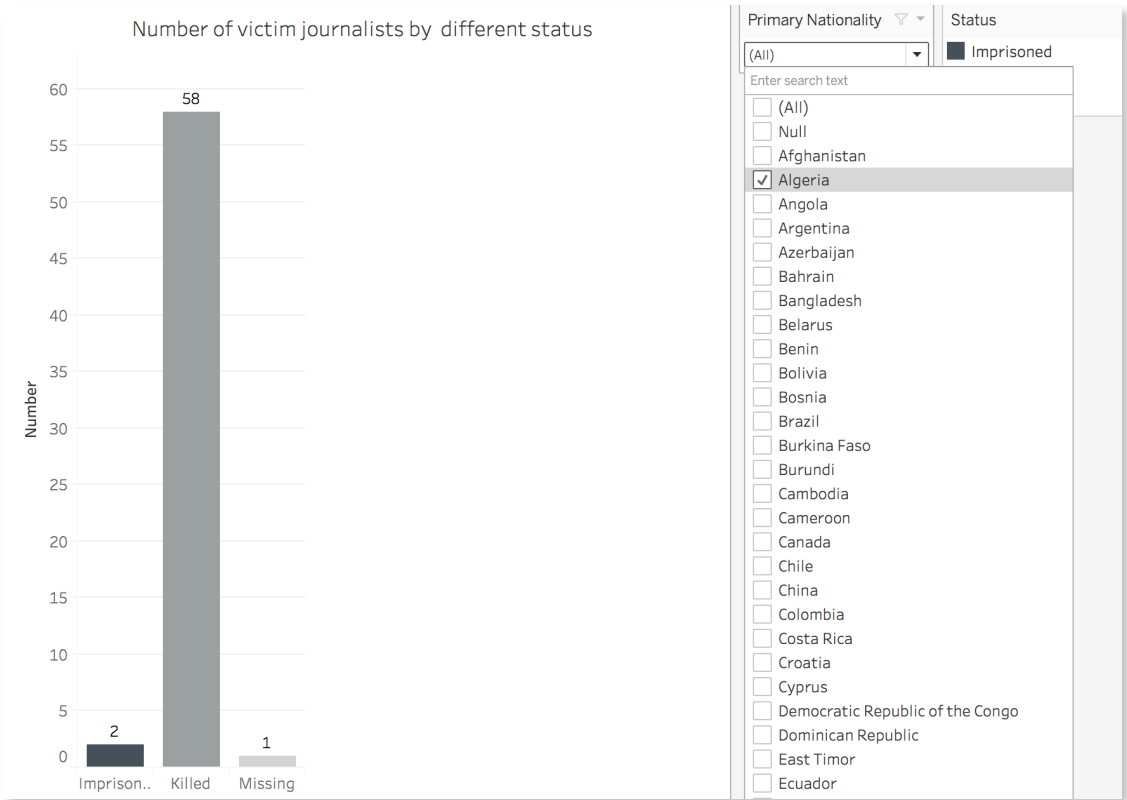 Number of victim journalists by different status
60
55
50
45
40
35
30
25
20
15
10
5
0
Number
58
2
1
Imprison..
Killed
Missing
Primary Nationality
(All)
Enter search text
(All)
Null
Afghanistan
Algeria
Angola
Argentina
Azerbaijan
Bahrain
Bangladesh
Belarus
Benin
Bolivia
Bosnia
Brazil
Burkina Faso
Burundi
Cambodia
Cameroon
Canada
Chile
China
Colombia
Costa Rica
Croatia
Cyprus
Democratic Republic of the Congo
Dominican Republic
East Timor
Ecuador
Status
Imprisoned